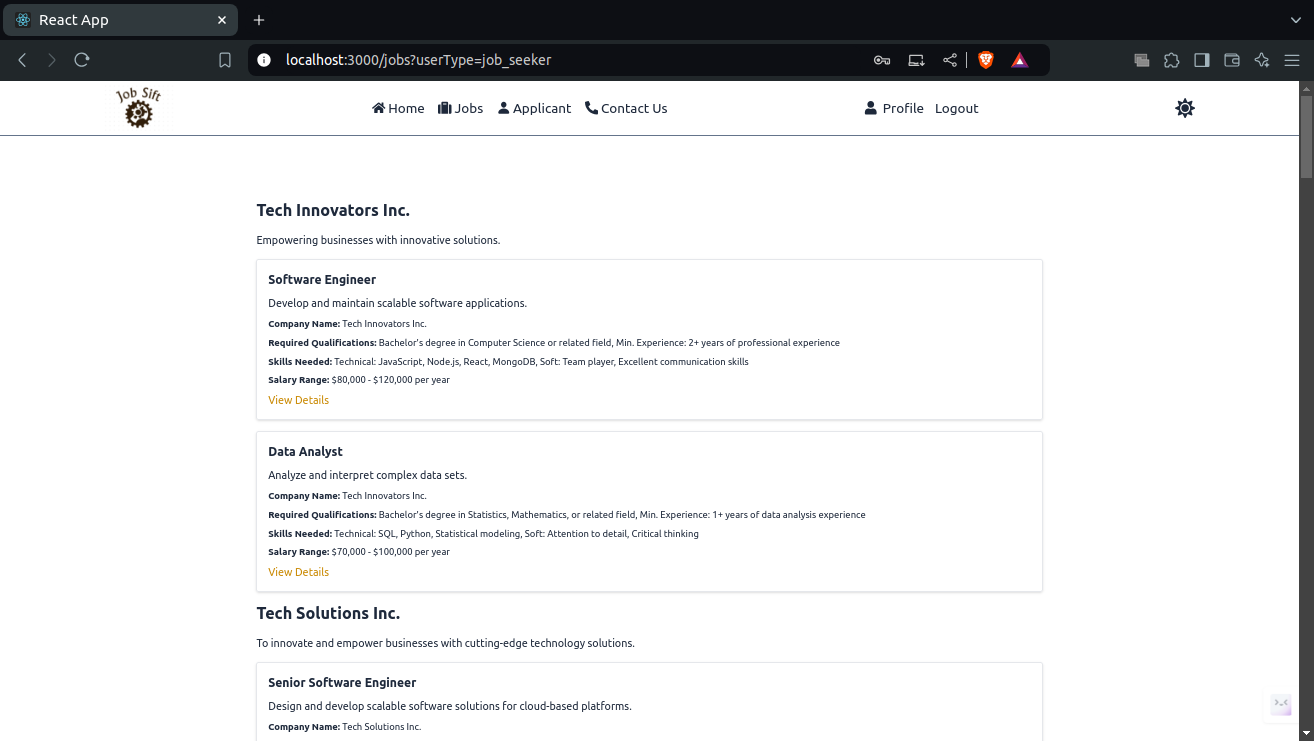 React App
localhost:3000/jobs?userType=job_seeker
Job Sift
Home Jobs Applicant Contact Us Profile Logout
Tech Innovators Inc.
Empowering businesses with innovative solutions.
Software Engineer
Develop and maintain scalable software applications.
Company Name: Tech Innovators Inc.
Required Qualifications: Bachelor's degree in Computer Science or related field, Min. Experience: 2+ years of professional experience
Skills Needed: Technical: JavaScript, Node.js, React, MongoDB, Soft: Team player, Excellent communication skills
Salary Range: $80,000 - $120,000 per year
View Details
Data Analyst
Analyze and interpret complex data sets.
Company Name: Tech Innovators Inc.
Required Qualifications: Bachelor's degree in Statistics, Mathematics, or related field, Min. Experience: 1+ years of data analysis experience
Skills Needed: Technical: SQL, Python, Statistical modeling, Soft: Attention to detail, Critical thinking
Salary Range: $70,000 - $100,000 per year
View Details
Tech Solutions Inc.
To innovate and empower businesses with cutting-edge technology solutions.
Senior Software Engineer
Design and develop scalable software solutions for cloud-based platforms.
Company Name: Tech Solutions Inc.